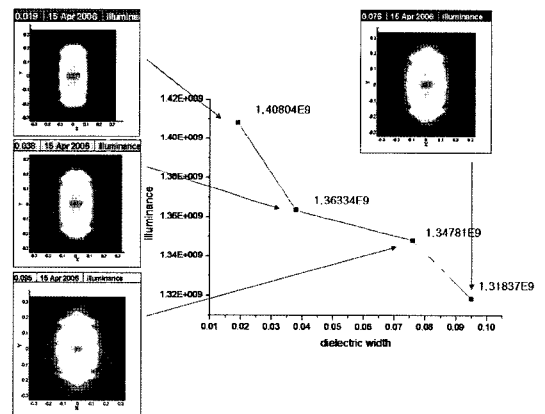 0.019 15 Apr 2006 illuminance
0.038 15 Apr 2006 illuminance
0.095 15 Apr 2006 illuminance
0.076 15 Apr 2006 illuminance
illuminance
1.42E+009
1.40E+009
1.38E+009
1.36E+009
1.34E+009
1.32E+009
1.40804E9
1.36334E9
1.34781E9
1.31837E9
0.01 0.02 0.03 0.04 0.05 0.06 0.07 0.08 0.09 0.10
dielectric width